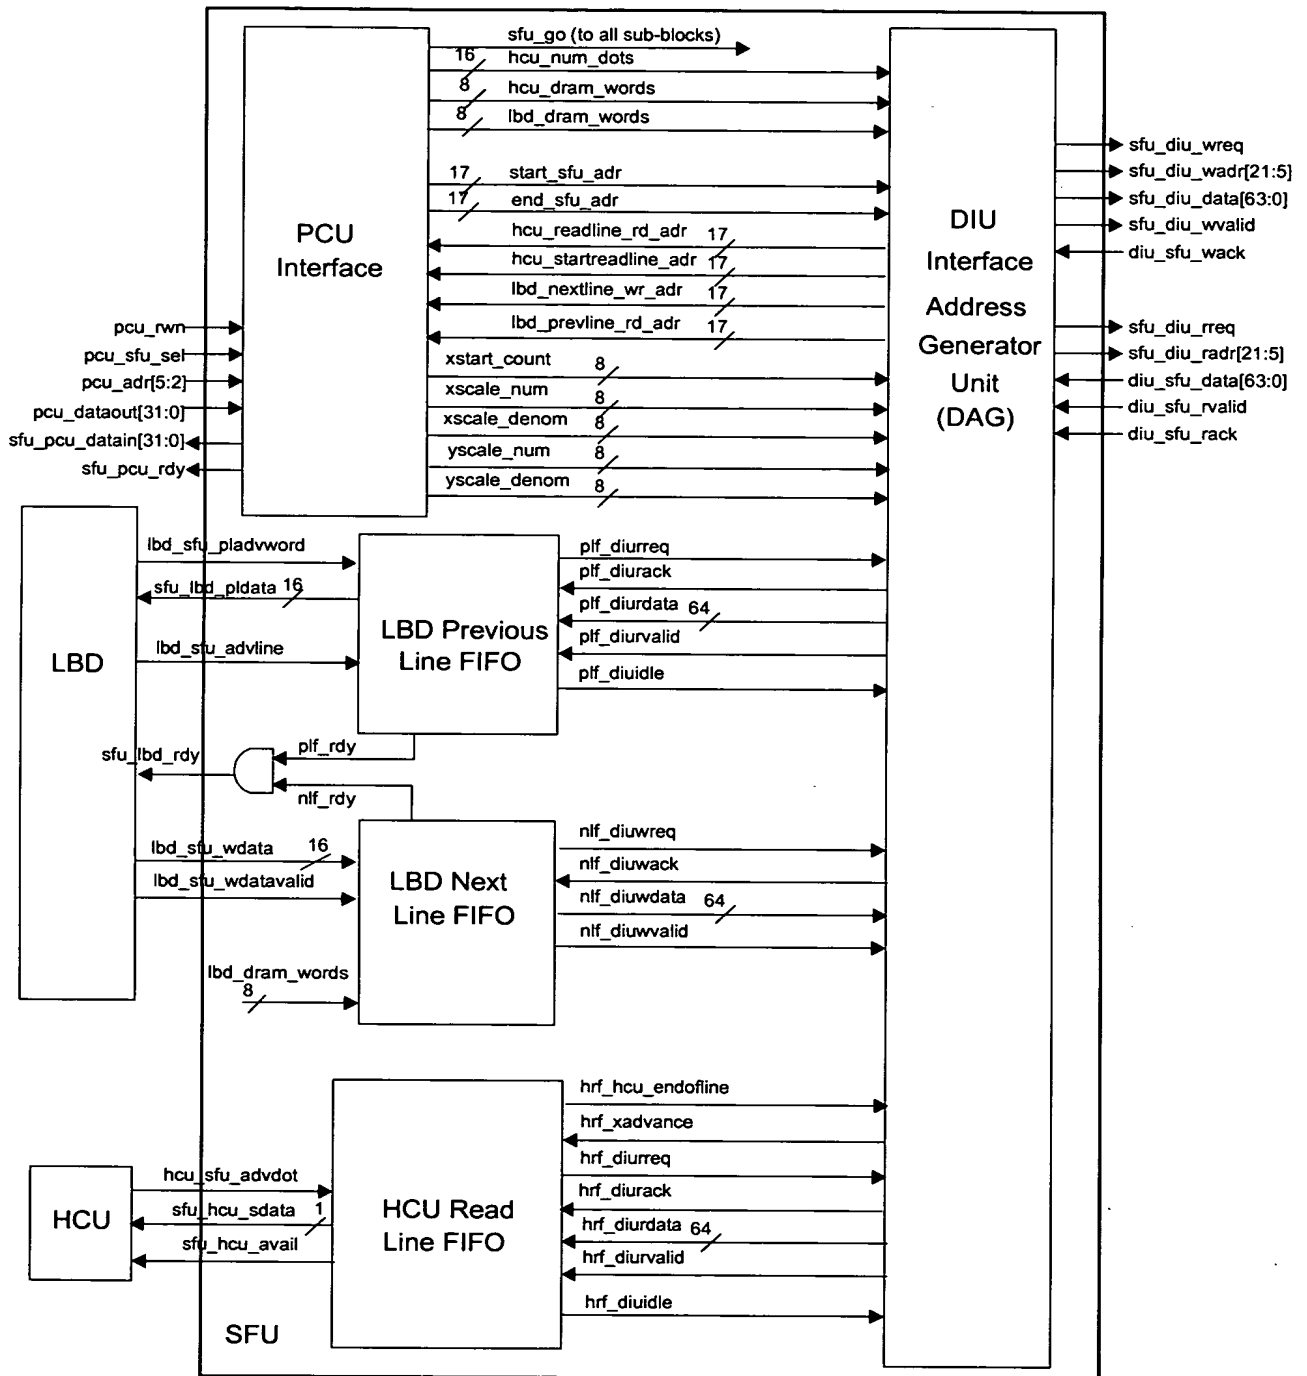 sfu_go (to all sub-blocks)
16 hcu_num_dots
8 hcu_dram_words
8 lbd_dram_words
17 start_sfu_adr
17 end_sfu_adr
hcu_readline_rd_adr 17
hcu_startreadline_adr 17
lbd_nextline_wr_adr 17
lbd_prevline_rd_adr 17
xstart_count 8
xscale_num 8
xscale_denom 8
yscale_num 8
yscale_denom 8
PCU
Interface
DIU
Interface
Address
Generator
Unit
(DAG)
sfu_diu_wreq
sfu_diu_wadr[21:5]
sfu_diu_data[63:0]
sfu_diu_wvalid
diu_sfu_wack
sfu_diu_rreq
sfu_diu_radr[21:5]
diu_sfu_data[63:0]
diu_sfu_rvalid
diu_sfu_rack
pcu_rwn
pcu_sfu_sel
pcu_adr[5:2]
pcu_dataout[31:0]
sfu_pcu_datain[31:0]
sfu_pcu_rdy
LBD
lbd_sfu_pladvword
sfu_lbd_pldata 16
lbd_sfu_advline
LBD Previous
Line FIFO
plf_diurreq
plf_diurack
plf_diurdata 64
plf_diurvalid
plf_diuidle
sfu_lbd_rdy
plf_rdy
nlf_rdy
lbd_sfu_wdata 16
lbd_sfu_wdatavalid
lbd_dram_words
8
LBD Next
Line FIFO
nlf_diuwreq
nlf_diuwack
nlf_diuwdata 64
nlf_diuwvalid
HCU
hcu_sfu_advdot
sfu_hcu_sdata 1
sfu_hcu_avail
HCU Read
Line FIFO
hrf_hcu_endofline
hrf_xadvance
hrf_diurreq
hrf_diurack
hrf_diurdata 64
hrf_diurvalid
hrf_diuidle
SFU